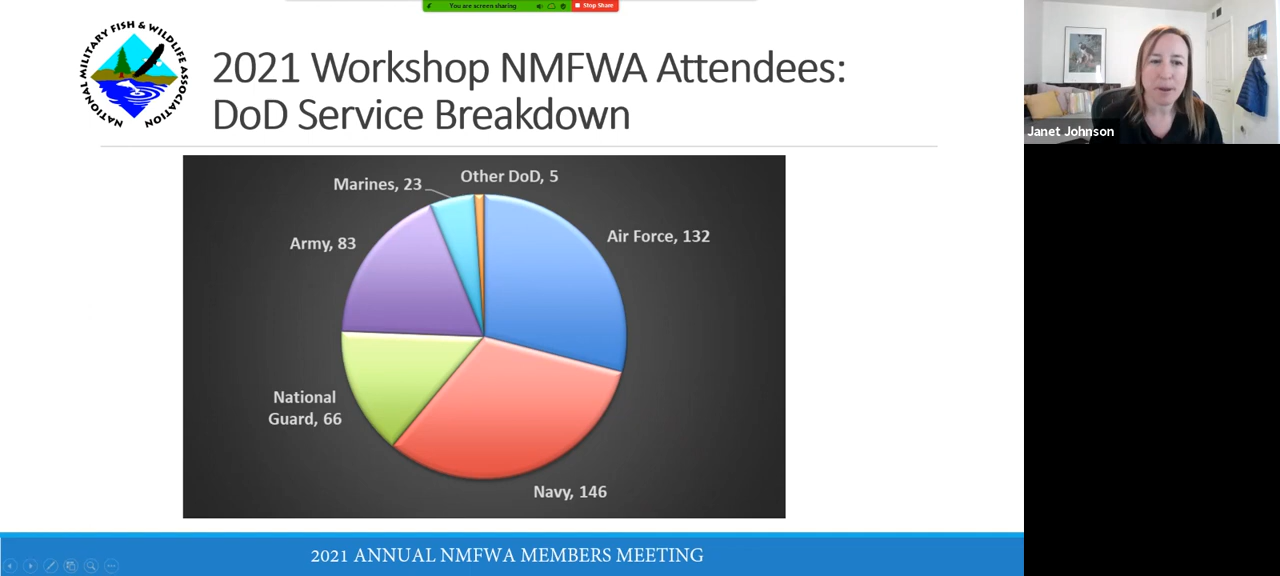 You are screen sharing
Stop Share
NATIONAL MILITARY FISH & WILDLIFE ASSOCIATION
2021 Workshop NMFWA Attendees:
DoD Service Breakdown
Janet Johnson
Other DoD, 5
Marines, 23
Air Force, 132
Army, 83
National
Guard, 66
Navy, 146
2021 ANNUAL NMFWA MEMBERS MEETING